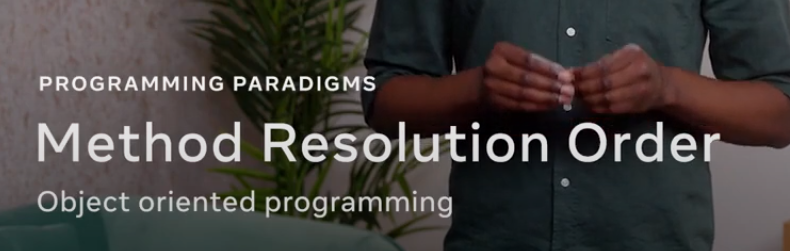 PROGRAMMING PARADIGMS
Method Resolution Order
Object oriented programming